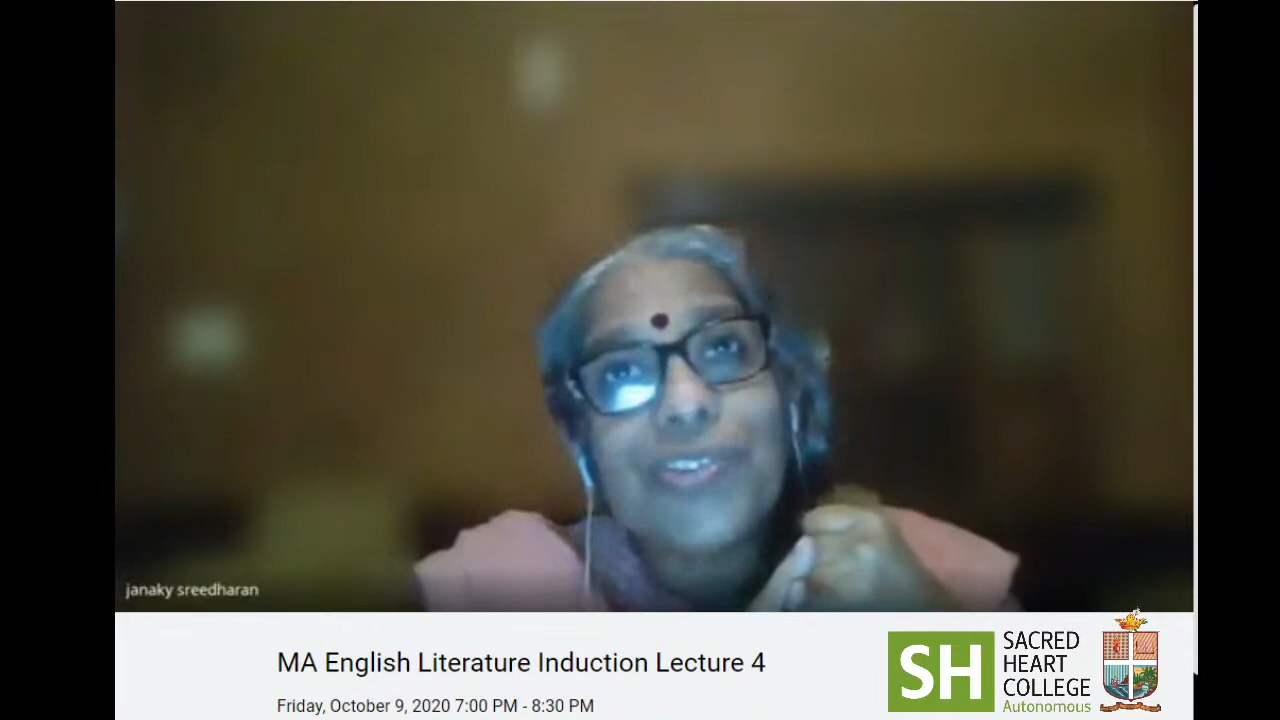 janaky sreedharan
MA English Literature Induction Lecture 4
Friday, October 9, 2020 7:00 PM - 8:30 PM
SH
SACRED
HEART
COLLEGE
Autonomous